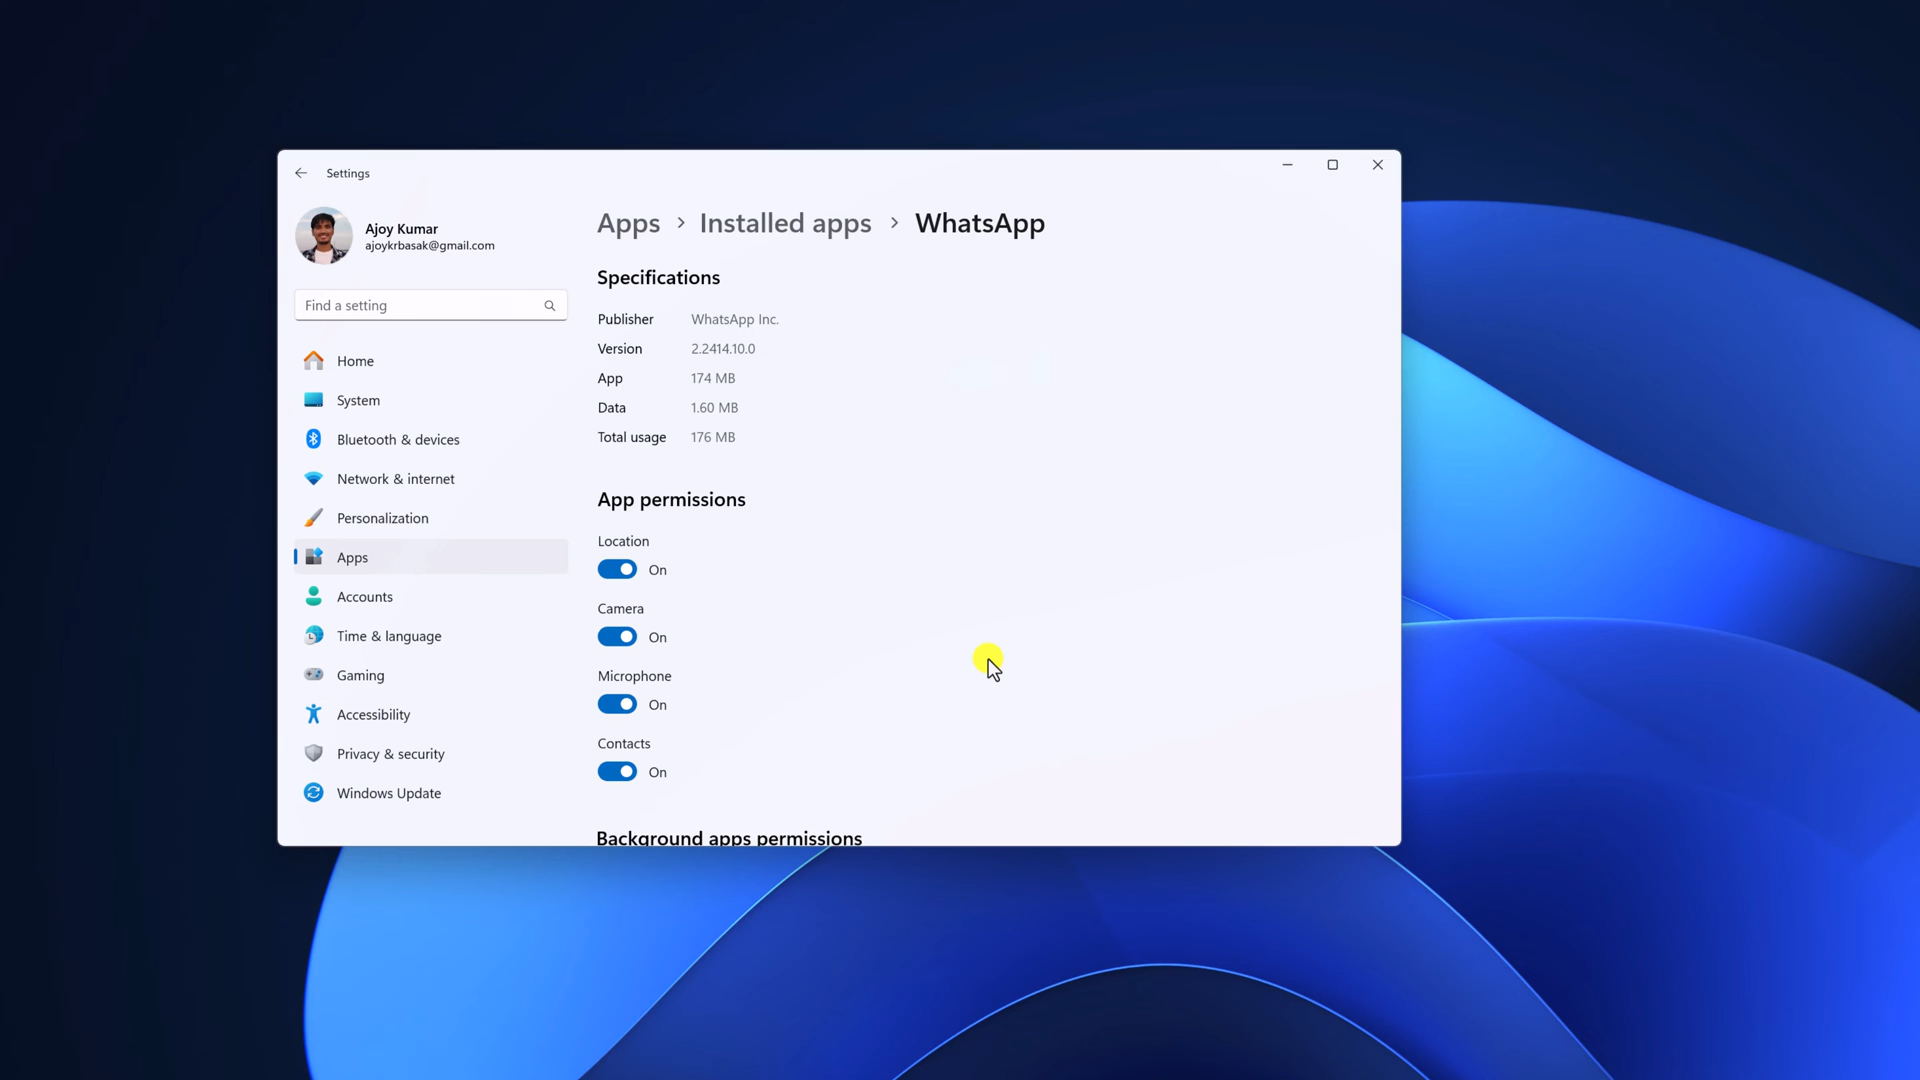 Settings
Ajoy Kumar
ajoykrbasak@gmail.com
Find a setting
Home
System
Bluetooth & devices
Network & internet
Personalization
Apps
Accounts
Time & language
Gaming
Accessibility
Privacy & security
Windows Update
Apps > Installed apps > WhatsApp
Specifications
Publisher WhatsApp Inc.
Version 2.2414.10.0
App 174 MB
Data 1.60 MB
Total usage 176 MB
App permissions
Location
On
Camera
On
Microphone
On
Contacts
On
Background apps permissions